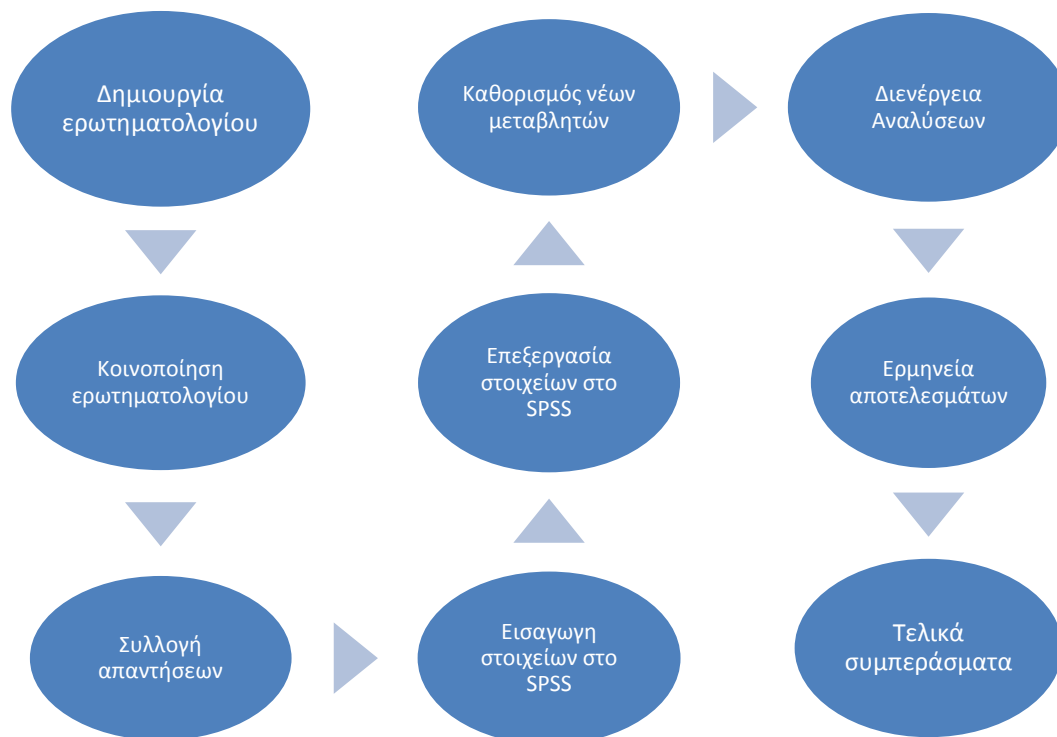 Δημιουργία
ερωτηματολογίου
Κοινοποίηση
ερωτηματολογίου
Συλλογή
απαντήσεων
Εισαγωγη
στοιχείων στο
SPSS
Επεξεργασία
στοιχείων στο
SPSS
Καθορισμός νέων
μεταβλητών
Διενέργεια
Αναλύσεων
Ερμηνεία
αποτελεσμάτων
Τελικά
συμπεράσματα